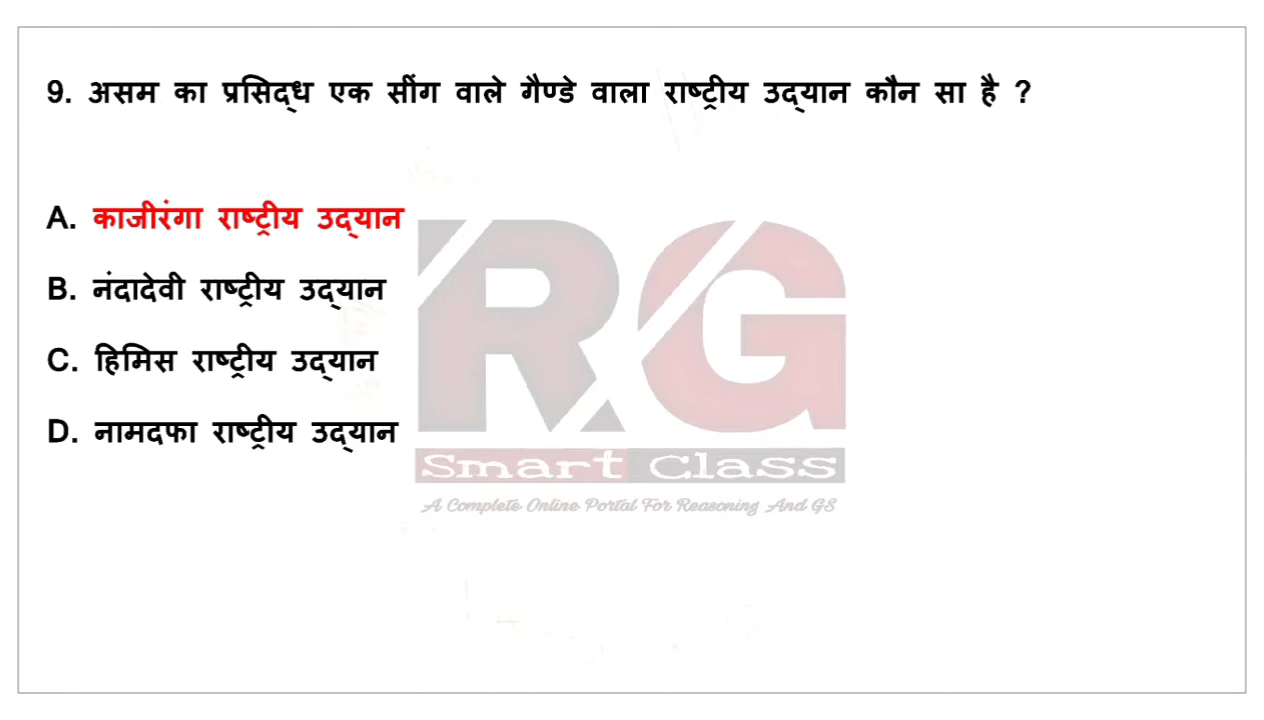 9. असम का प्रसिद्ध एक सींग वाले गैण्डे वाला राष्ट्रीय उद्यान कौन सा है ?
A. काजीरंगा राष्ट्रीय उद्यान
B. नंदादेवी राष्ट्रीय उद्यान
C. हिमिस राष्ट्रीय उद्यान
D. नामदफा राष्ट्रीय उद्यान
RG
Smart Class
A Complete Online Portal For Reasoning And GS